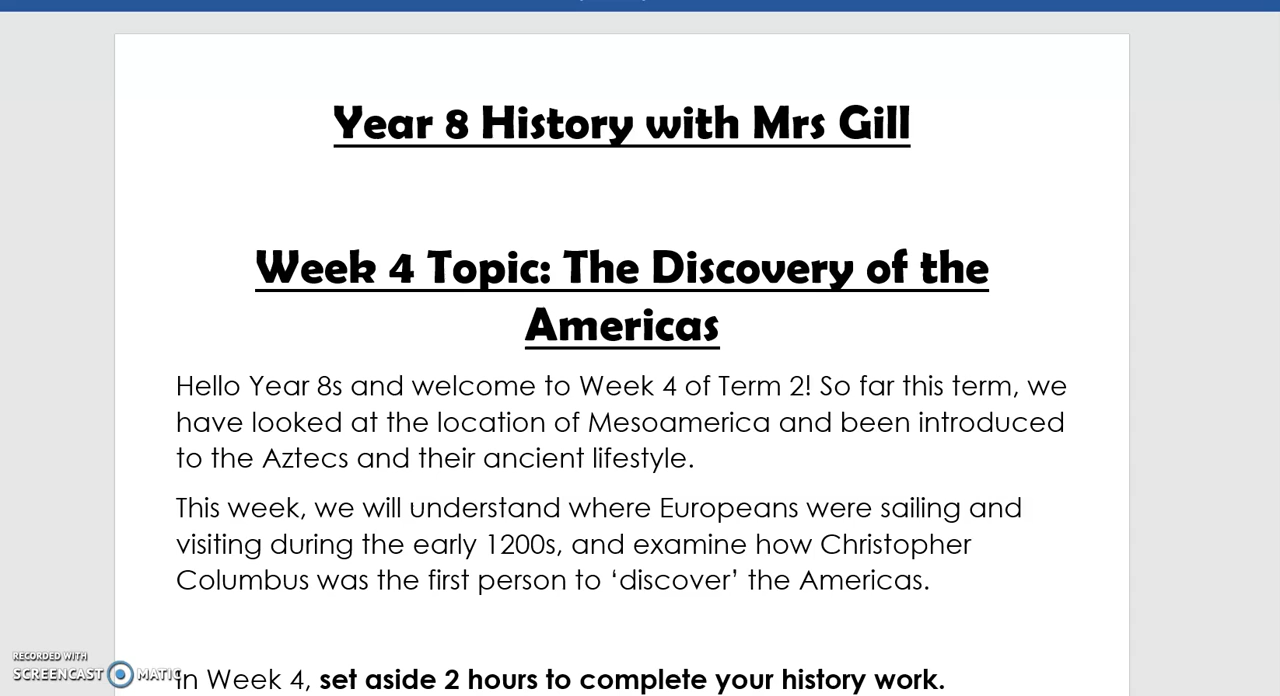 Year 8 History with Mrs Gill
Week 4 Topic: The Discovery of the
Americas
Hello Year 8s and welcome to Week 4 of Term 2! So far this term, we
have looked at the location of Mesoamerica and been introduced
to the Aztecs and their ancient lifestyle.
This week, we will understand where Europeans were sailing and
visiting during the early 1200s, and examine how Christopher
Columbus was the first person to ‘discover’ the Americas.
In Week 4, set aside 2 hours to complete your history work.
RECORDED WITH
SCREENCAST MATIC